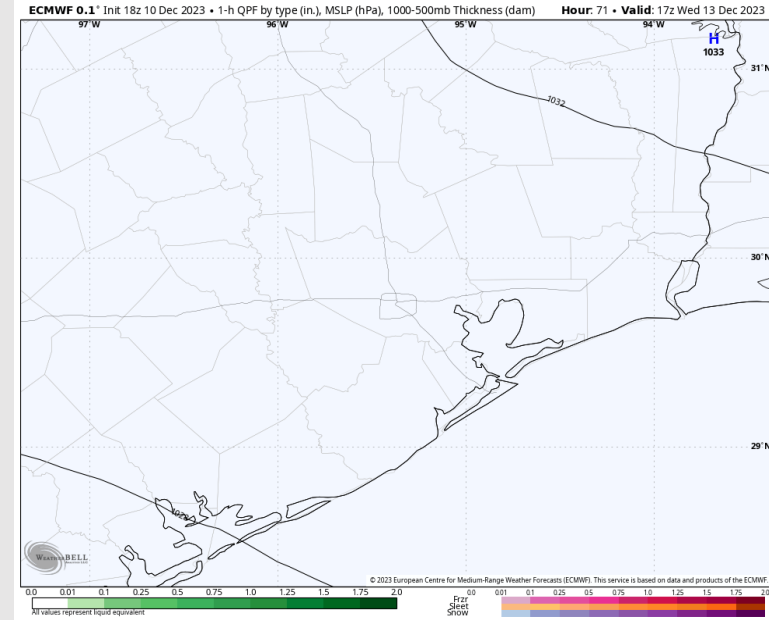 ECMWF 0.1° Init 18z 10 Dec 2023 • 1-h QPF by type (in.), MSLP (hPa), 1000-500mb Thickness (dam) Hour: 71 • Valid: 17z Wed 13 Dec 2023
97°W 96°W 95°W 94°W
H
1033
31°N
1032
30°N
29°N
1028
WEATHERBELL
© 2023 European Centre for Medium-Range Weather Forecasts (ECMWF). This service is based on data and products of the ECMWF.
0.0 0.01 0.1 0.25 0.5 0.75 1.0 1.25 1.5 1.75 2.0 0.0 0.01 0.1 0.25 0.5 0.75 1.0 1.25 1.5 1.75 2.0
Frzr
Sleet
Snow
All values represent liquid equivalent